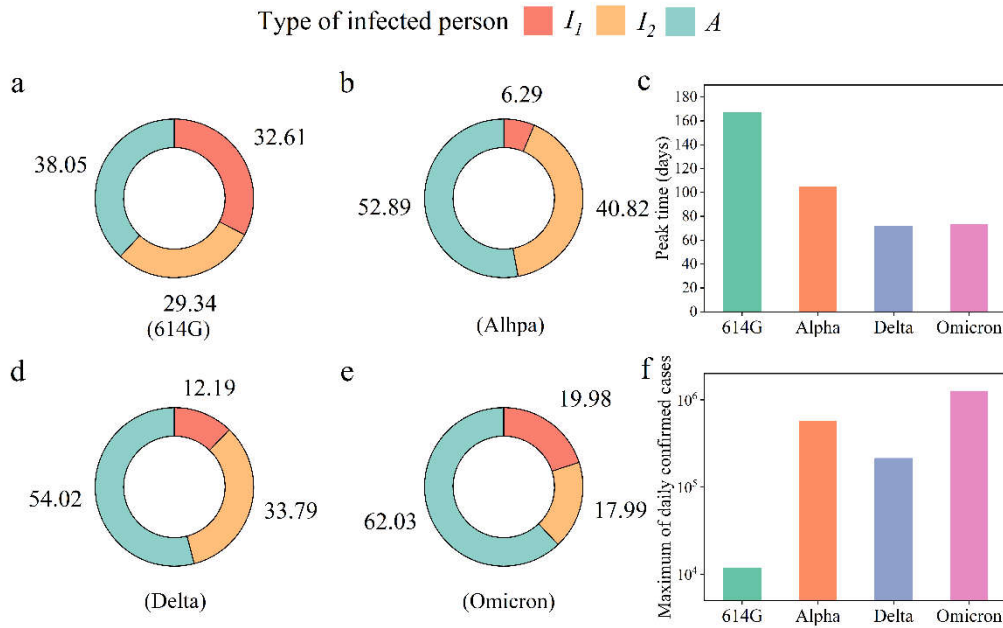 Type of infected person I1 I2 A
a
32.61
38.05
29.34
(614G)
b
6.29
52.89
40.82
(Alhpa)
c
Peak time (days)
180
160
140
120
100
80
60
40
20
0
614G Alpha Delta Omicron
d
12.19
54.02
33.79
(Delta)
e
19.98
62.03
17.99
(Omicron)
f
Maximum of daily confirmed cases
10^6
10^5
10^4
614G Alpha Delta Omicron